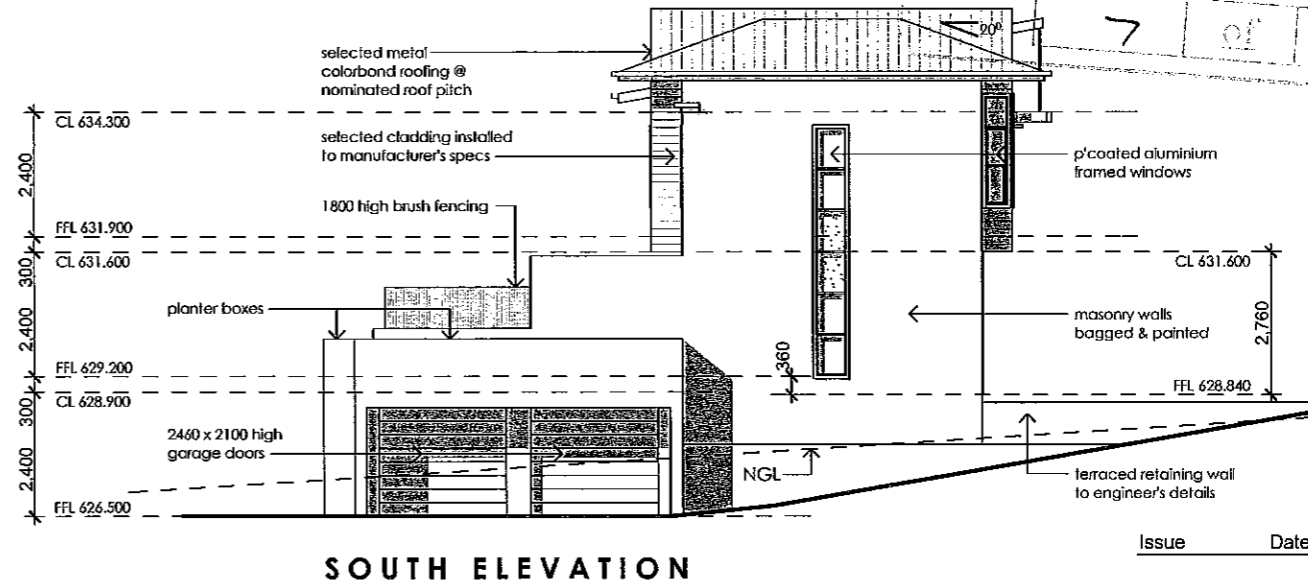 7
of
20°
selected metal
colorbond roofing @
nominated roof pitch
CL 634.300
selected cladding installed
to manufacturer's specs
p'coated aluminium
framed windows
2,400
1800 high brush fencing
FFL 631.900
300
CL 631.600
CL 631.600
planter boxes
masonry walls
bagged & painted
2,400
2,760
360
FFL 629.200
FFL 628.840
300
CL 628.900
2460 x 2100 high
garage doors
2,400
NGL
terraced retaining wall
to engineer's details
FFL 626.500
SOUTH ELEVATION
Issue Date